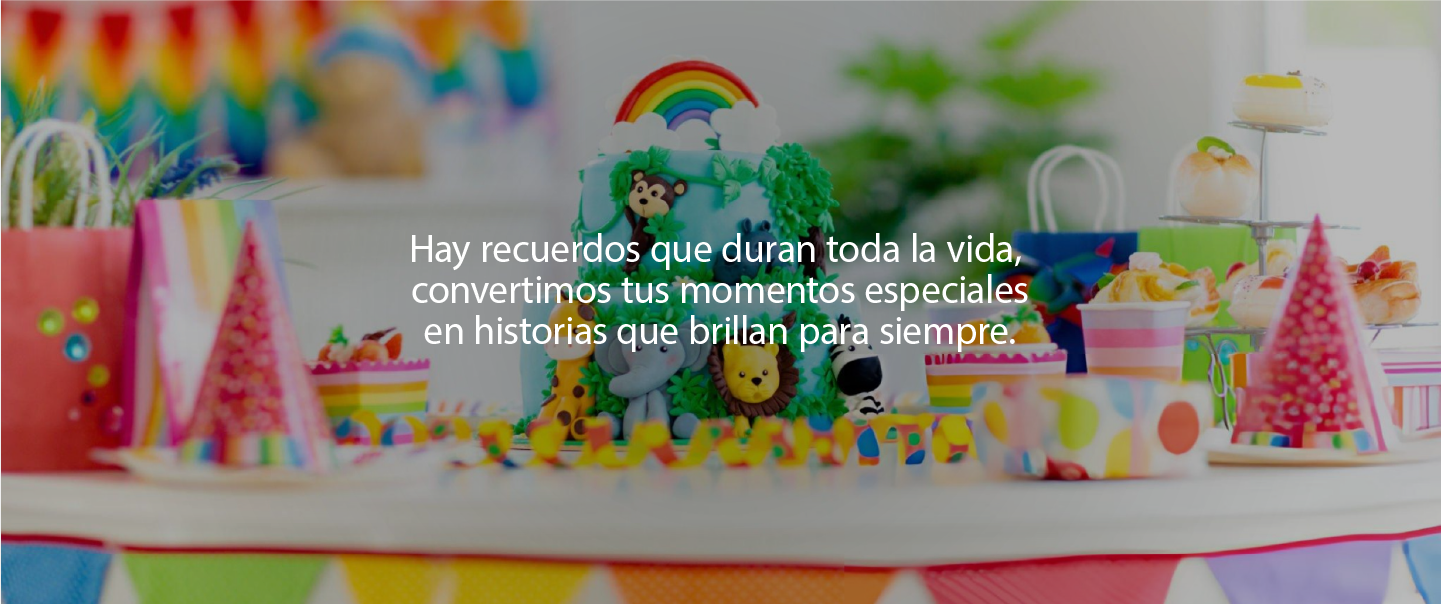 Hay recuerdos que duran toda la vida,
convertimos tus momentos especiales
en historias que brillan para siempre.